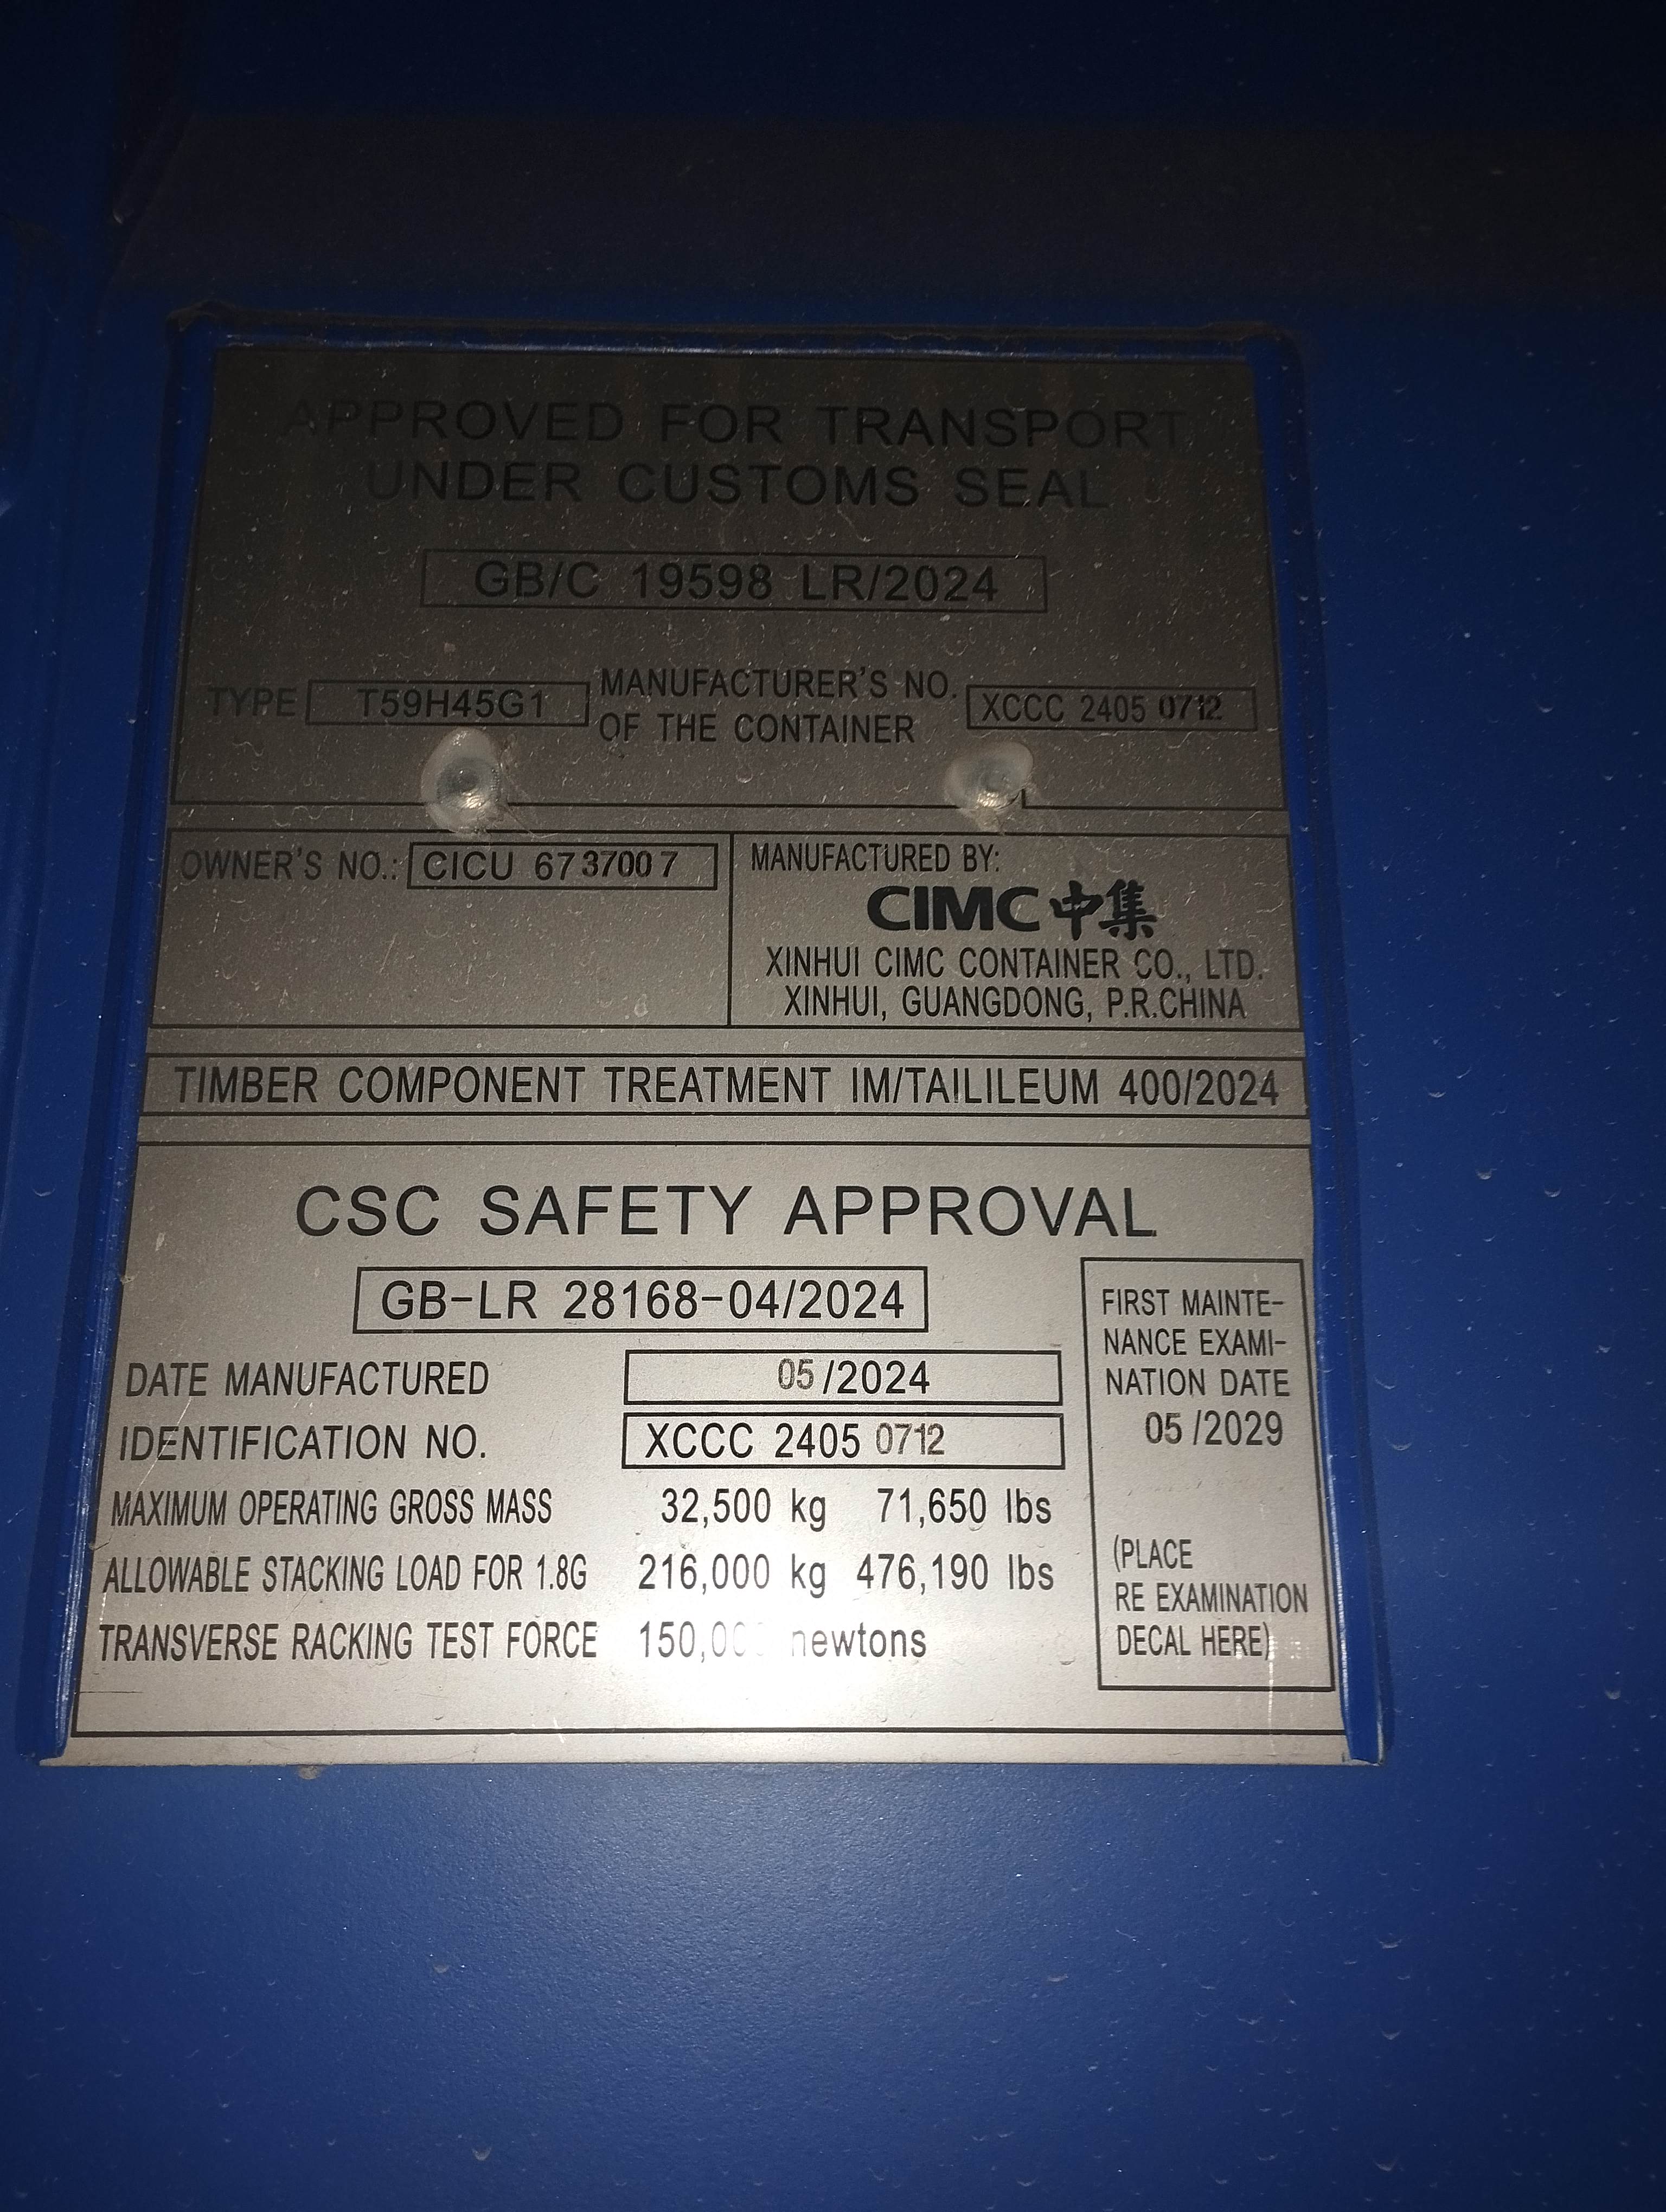 APPROVED FOR TRANSPORT
UNDER CUSTOMS SEAL
GB/C 19598 LR/2024
TYPE T59H45G1 MANUFACTURER'S NO. OF THE CONTAINER XCCC 2405 0712
OWNER'S NO.: CICU 67 3700 7
MANUFACTURED BY:
CIMC 中集
XINHUI CIMC CONTAINER CO., LTD.
XINHUI, GUANGDONG, P.R.CHINA
TIMBER COMPONENT TREATMENT IM/TAILILEUM 400/2024
CSC SAFETY APPROVAL
GB-LR 28168-04/2024
DATE MANUFACTURED 05/2024
IDENTIFICATION NO. XCCC 2405 0712
MAXIMUM OPERATING GROSS MASS 32,500 kg 71,650 lbs
ALLOWABLE STACKING LOAD FOR 1.8G 216,000 kg 476,190 lbs
TRANSVERSE RACKING TEST FORCE newtons
FIRST MAINTE-
NANCE EXAMI-
NATION DATE
05/2029
(PLACE
RE EXAMINATION
DECAL HERE)